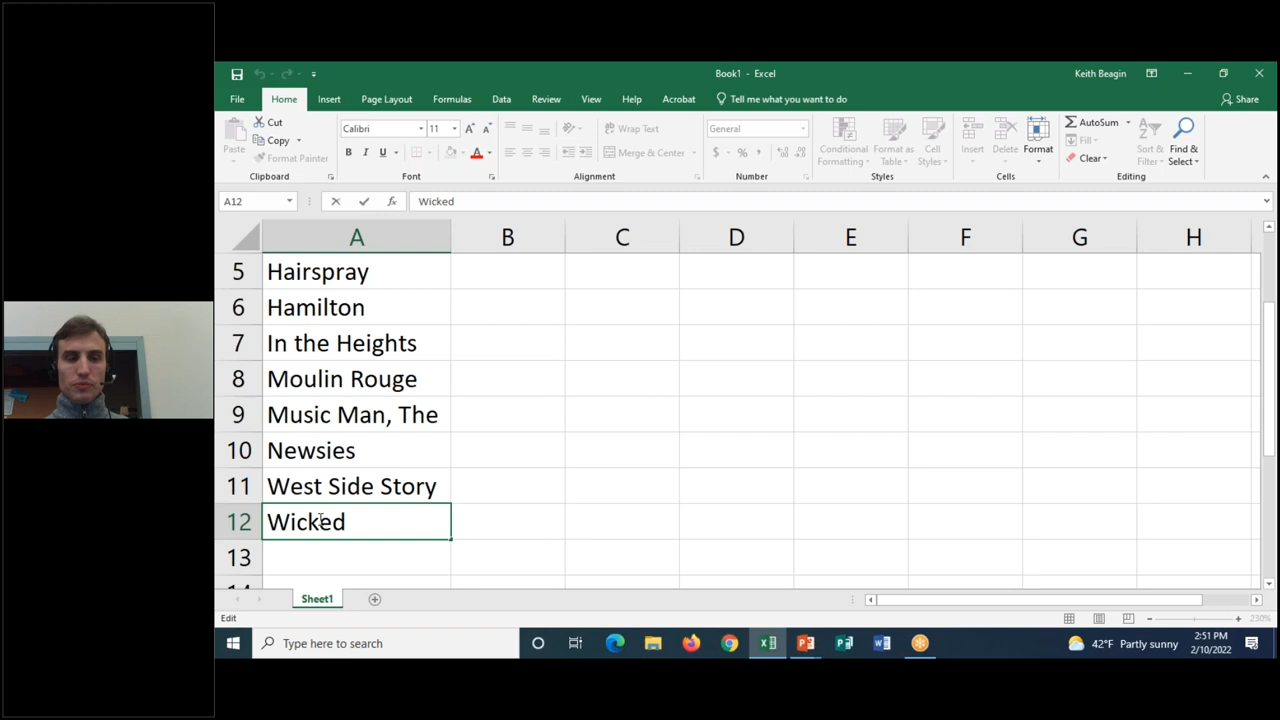 Book1 - Excel
Keith Beagin
File Home Insert Page Layout Formulas Data Review View Help Acrobat Tell me what you want to do Share
Paste
Cut
Copy
Format Painter
Clipboard
Calibri 11
B I U
Font
Wrap Text
Merge & Center
Alignment
General
$ % ,
Number
Conditional Formatting
Format as Table
Cell Styles
Styles
Insert
Delete
Format
Cells
AutoSum
Fill
Clear
Sort & Filter
Find & Select
Editing
A12 fx Wicked
A B C D E F G H
5 Hairspray
6 Hamilton
7 In the Heights
8 Moulin Rouge
9 Music Man, The
10 Newsies
11 West Side Story
12 Wicked
13
14
Sheet1
Edit
230%
Type here to search
42°F Partly sunny
2:51 PM
2/10/2022